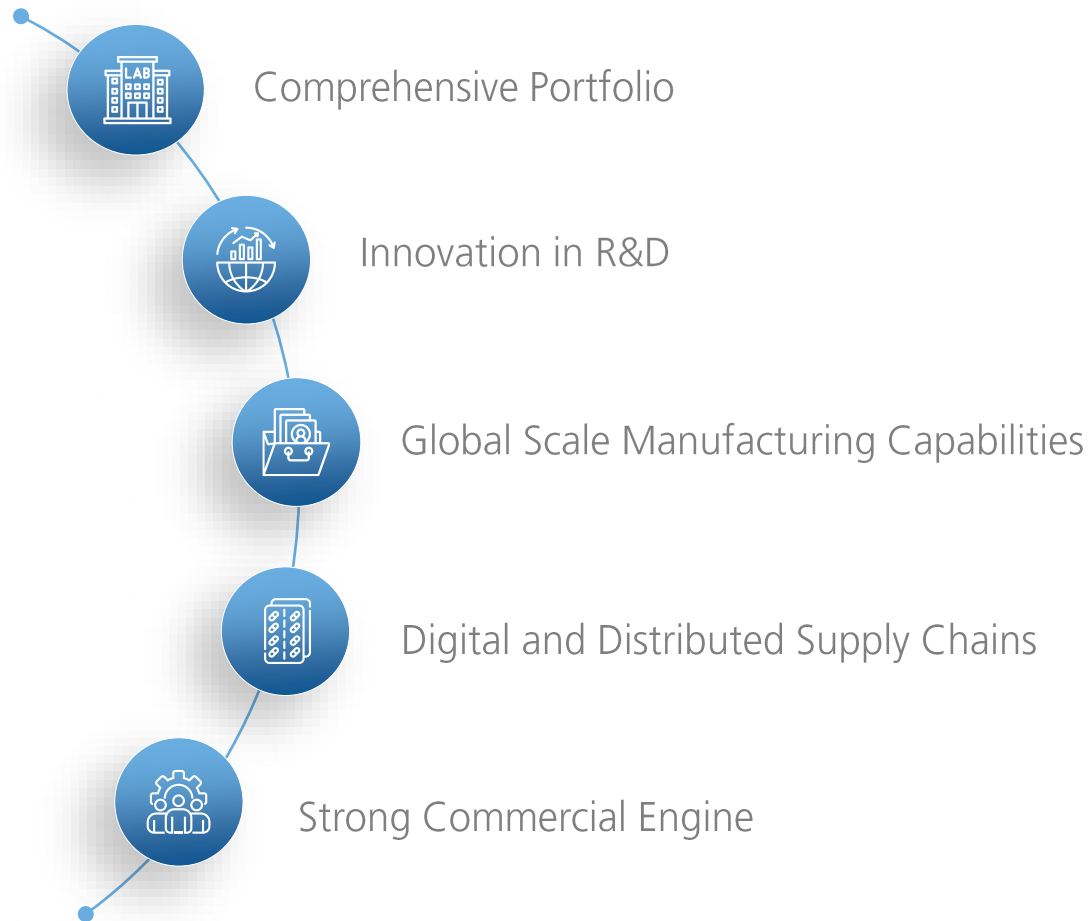 LAB
Comprehensive Portfolio
Innovation in R&D
Global Scale Manufacturing Capabilities
Digital and Distributed Supply Chains
Strong Commercial Engine